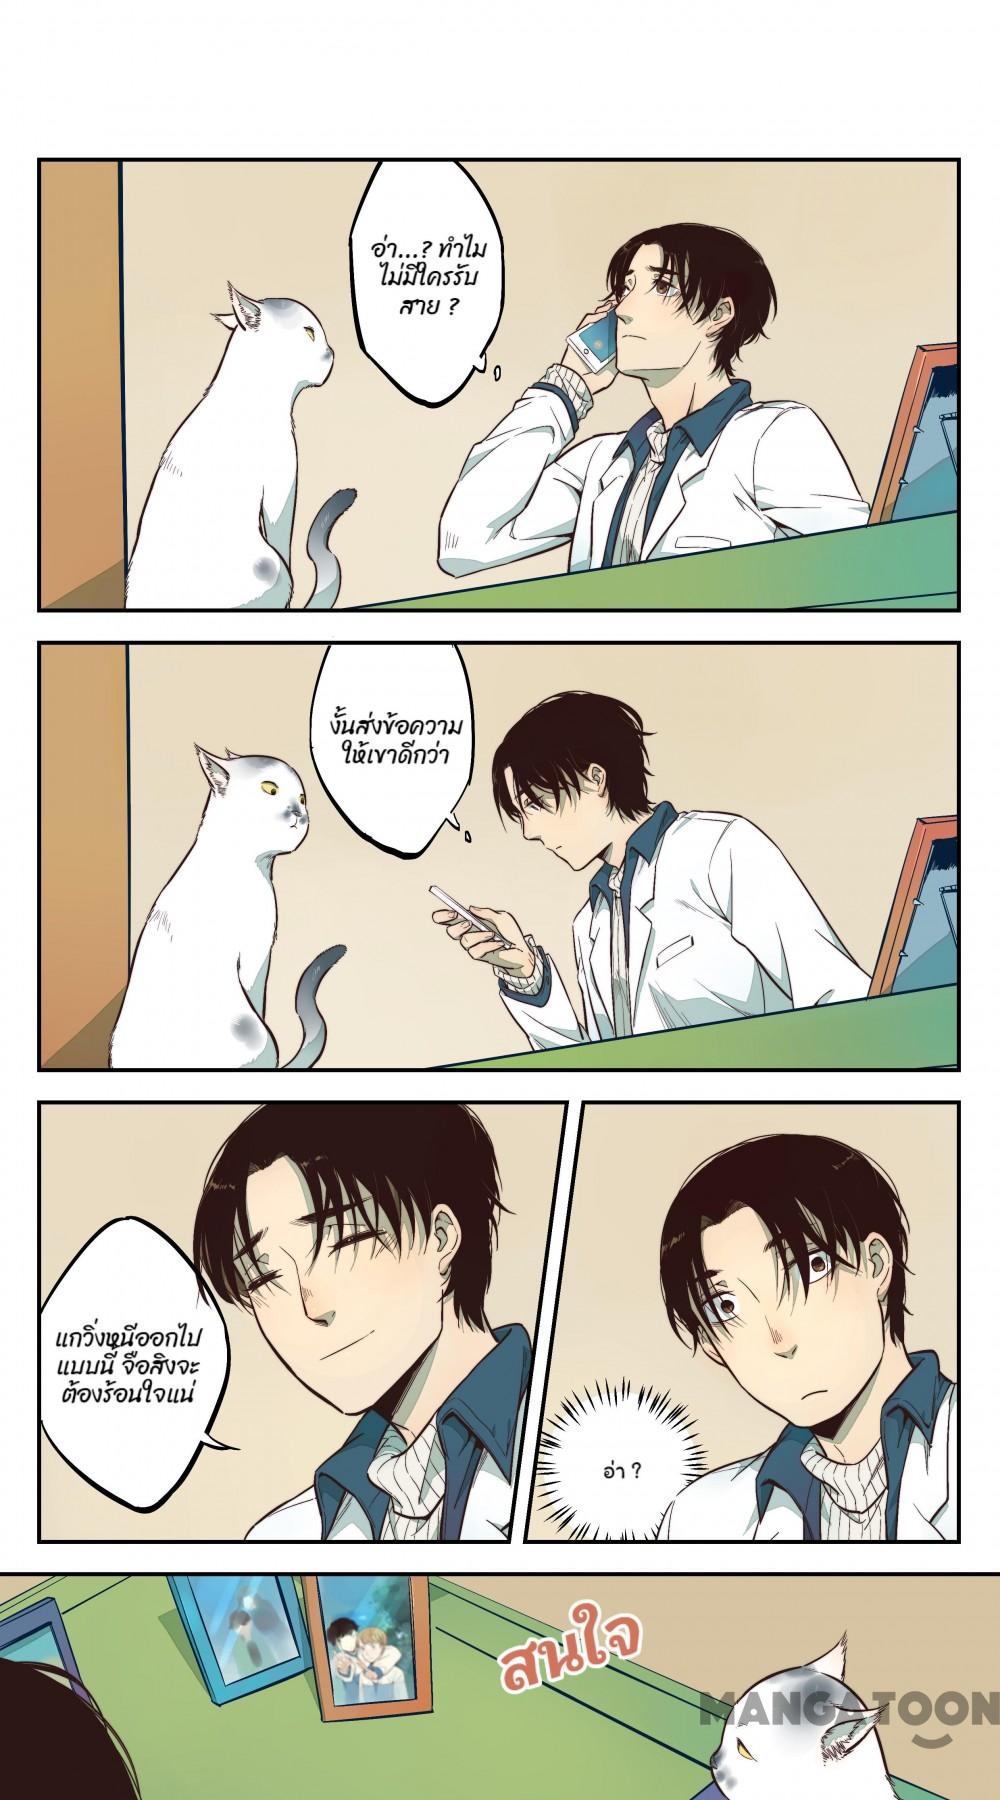 อ่า...? ทำไม
ไม่มีใครรับ
สาย ?
งั้นส่งข้อความ
ให้เขาดีกว่า
แกวิ่งหนีออกไป
แบบนี้ จือสิงจะ
ต้องร้อนใจแน่
อ่า ?
สนใจ
MANGATOON